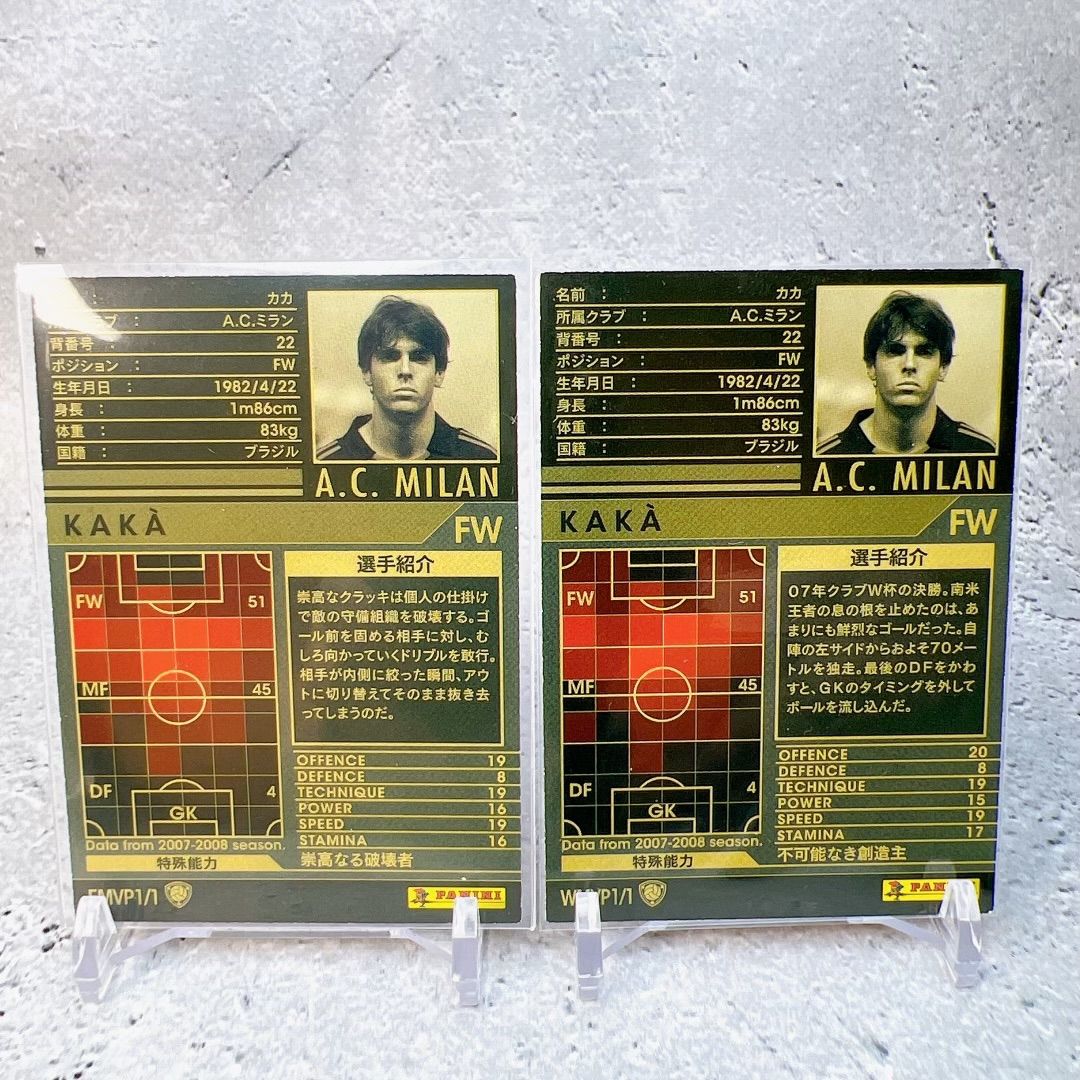 カカ
A.C.ミラン
背番号 : 22
ポジション : FW
生年月日 : 1982/4/22
身長 : 1m86cm
体重 : 83kg
国籍 : ブラジル
A.C. MILAN
KAKÀ
FW
FW 51
MF 45
DF 4
GK
Data from 2007-2008 season.
選手紹介
崇高なクラッキは個人の仕掛け
で敵の守備組織を破壊する。ゴ
ール前を固める相手に対し、む
しろ向かっていくドリブルを敢行。
相手が内側に絞った瞬間、アウ
トに切り替えてそのまま抜き去
ってしまうのだ。
OFFENCE 19
DEFENCE 8
TECHNIQUE 19
POWER 16
SPEED 19
STAMINA 16
特殊能力
崇高なる破壊者
MVP1/1
PANINI
名前 : カカ
所属クラブ : A.C.ミラン
背番号 : 22
ポジション : FW
生年月日 : 1982/4/22
身長 : 1m86cm
体重 : 83kg
国籍 : ブラジル
A.C. MILAN
KAKÀ
FW
FW 51
MF 45
DF 4
GK
Data from 2007-2008 season.
選手紹介
07年クラブW杯の決勝。南米
王者の息の根を止めたのは、あ
まりにも鮮烈なゴールだった。自
陣の左サイドからおよそ70メー
トルを独走。最後のDFをかわ
すと、GKのタイミングを外して
ボールを流し込んだ。
OFFENCE 20
DEFENCE 8
TECHNIQUE 19
POWER 15
SPEED 19
STAMINA 17
特殊能力
不可能なき創造主
WMVP1/1
PANINI